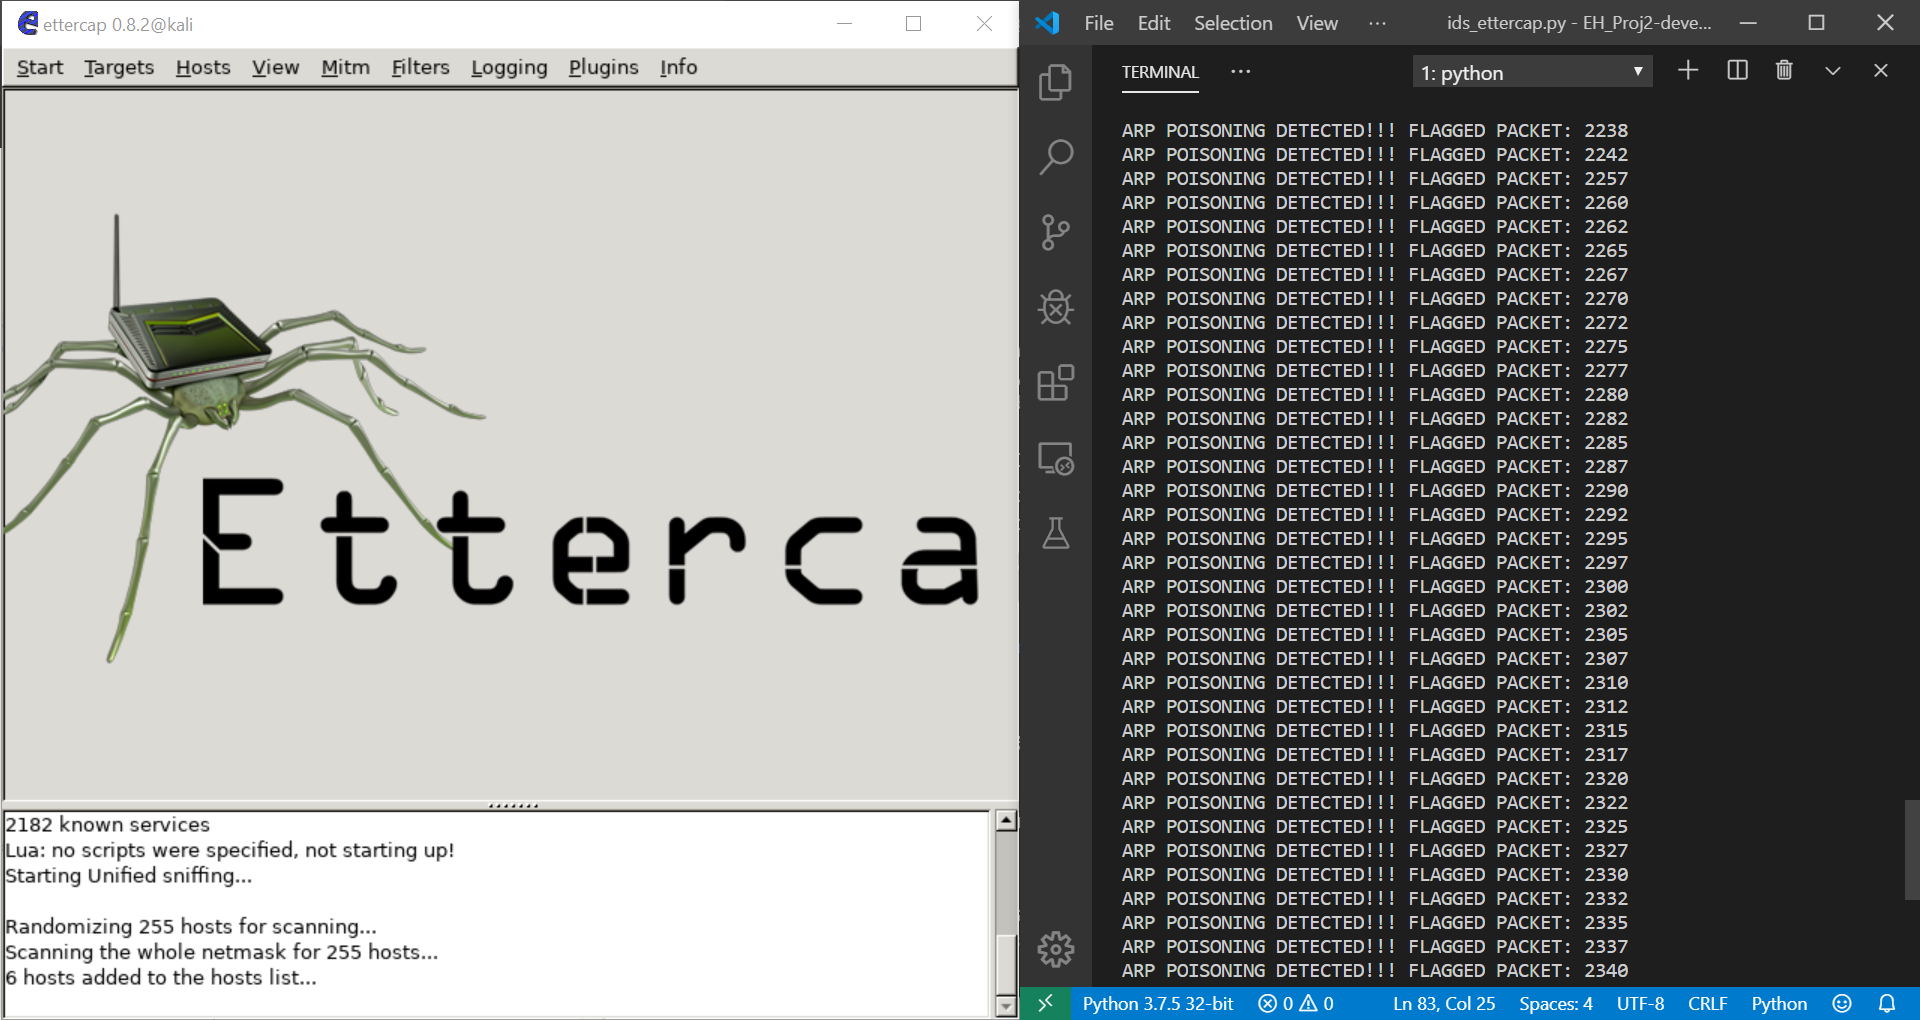 ettercap 0.8.2@kali
Start Targets Hosts View Mitm Filters Logging Plugins Info
Etterca
2182 known services
Lua: no scripts were specified, not starting up!
Starting Unified sniffing...
Randomizing 255 hosts for scanning...
Scanning the whole netmask for 255 hosts...
6 hosts added to the hosts list...
File Edit Selection View ··· ids_ettercap.py - EH_Proj2-deve...
TERMINAL ··· 1: python
ARP POISONING DETECTED!!! FLAGGED PACKET: 2238
ARP POISONING DETECTED!!! FLAGGED PACKET: 2242
ARP POISONING DETECTED!!! FLAGGED PACKET: 2257
ARP POISONING DETECTED!!! FLAGGED PACKET: 2260
ARP POISONING DETECTED!!! FLAGGED PACKET: 2262
ARP POISONING DETECTED!!! FLAGGED PACKET: 2265
ARP POISONING DETECTED!!! FLAGGED PACKET: 2267
ARP POISONING DETECTED!!! FLAGGED PACKET: 2270
ARP POISONING DETECTED!!! FLAGGED PACKET: 2272
ARP POISONING DETECTED!!! FLAGGED PACKET: 2275
ARP POISONING DETECTED!!! FLAGGED PACKET: 2277
ARP POISONING DETECTED!!! FLAGGED PACKET: 2280
ARP POISONING DETECTED!!! FLAGGED PACKET: 2282
ARP POISONING DETECTED!!! FLAGGED PACKET: 2285
ARP POISONING DETECTED!!! FLAGGED PACKET: 2287
ARP POISONING DETECTED!!! FLAGGED PACKET: 2290
ARP POISONING DETECTED!!! FLAGGED PACKET: 2292
ARP POISONING DETECTED!!! FLAGGED PACKET: 2295
ARP POISONING DETECTED!!! FLAGGED PACKET: 2297
ARP POISONING DETECTED!!! FLAGGED PACKET: 2300
ARP POISONING DETECTED!!! FLAGGED PACKET: 2302
ARP POISONING DETECTED!!! FLAGGED PACKET: 2305
ARP POISONING DETECTED!!! FLAGGED PACKET: 2307
ARP POISONING DETECTED!!! FLAGGED PACKET: 2310
ARP POISONING DETECTED!!! FLAGGED PACKET: 2312
ARP POISONING DETECTED!!! FLAGGED PACKET: 2315
ARP POISONING DETECTED!!! FLAGGED PACKET: 2317
ARP POISONING DETECTED!!! FLAGGED PACKET: 2320
ARP POISONING DETECTED!!! FLAGGED PACKET: 2322
ARP POISONING DETECTED!!! FLAGGED PACKET: 2325
ARP POISONING DETECTED!!! FLAGGED PACKET: 2327
ARP POISONING DETECTED!!! FLAGGED PACKET: 2330
ARP POISONING DETECTED!!! FLAGGED PACKET: 2332
ARP POISONING DETECTED!!! FLAGGED PACKET: 2335
ARP POISONING DETECTED!!! FLAGGED PACKET: 2337
ARP POISONING DETECTED!!! FLAGGED PACKET: 2340
Python 3.7.5 32-bit 0 0 Ln 83, Col 25 Spaces: 4 UTF-8 CRLF Python